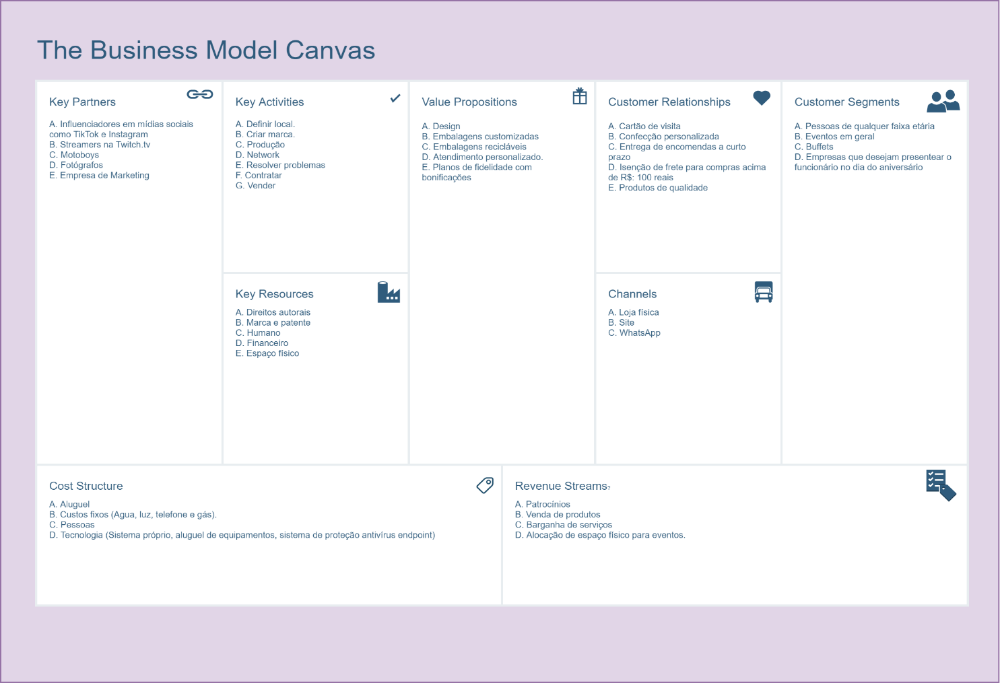 The Business Model Canvas
Key Partners
A. Influenciadores em mídias sociais
como TikTok e Instagram
B. Streamers na Twitch.tv
C. Motoboys
D. Fotógrafos
E. Empresa de Marketing
Key Activities
A. Definir local.
B. Criar marca.
C. Produção
D. Network
E. Resolver problemas
F. Contratar
G. Vender
Key Resources
A. Direitos autorais
B. Marca e patente
C. Humano
D. Financeiro
E. Espaço físico
Value Propositions
A. Design
B. Embalagens customizadas
C. Embalagens recicláveis
D. Atendimento personalizado.
E. Planos de fidelidade com
bonificações
Customer Relationships
A. Cartão de visita
B. Confecção personalizada
C. Entrega de encomendas a curto
prazo
D. Isenção de frete para compras acima
de R$: 100 reais
E. Produtos de qualidade
Channels
A. Loja física
B. Site
C. WhatsApp
Customer Segments
A. Pessoas de qualquer faixa etária
B. Eventos em geral
C. Buffets
D. Empresas que desejam presentear o
funcionário no dia do aniversário
Cost Structure
A. Aluguel
B. Custos fixos (Agua, luz, telefone e gás).
C. Pessoas
D. Tecnologia (Sistema próprio, aluguel de equipamentos, sistema de proteção antivírus endpoint)
Revenue Streams?
A. Patrocínios
B. Venda de produtos
C. Barganha de serviços
D. Alocação de espaço físico para eventos.